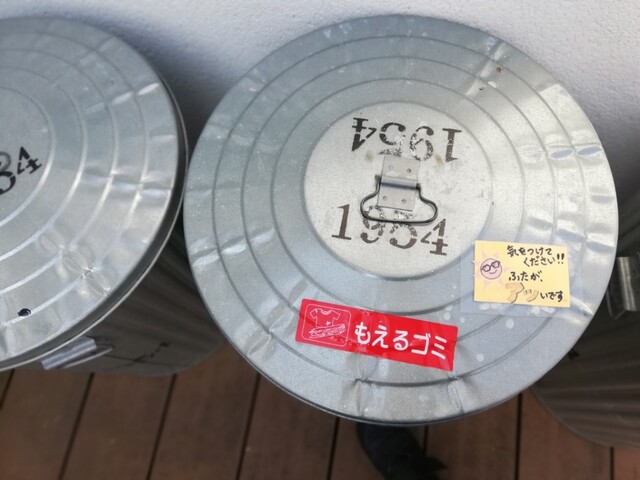 1954
1954
気をつけて
ください!!
ふたが、
アツいです
もえるゴミ
34